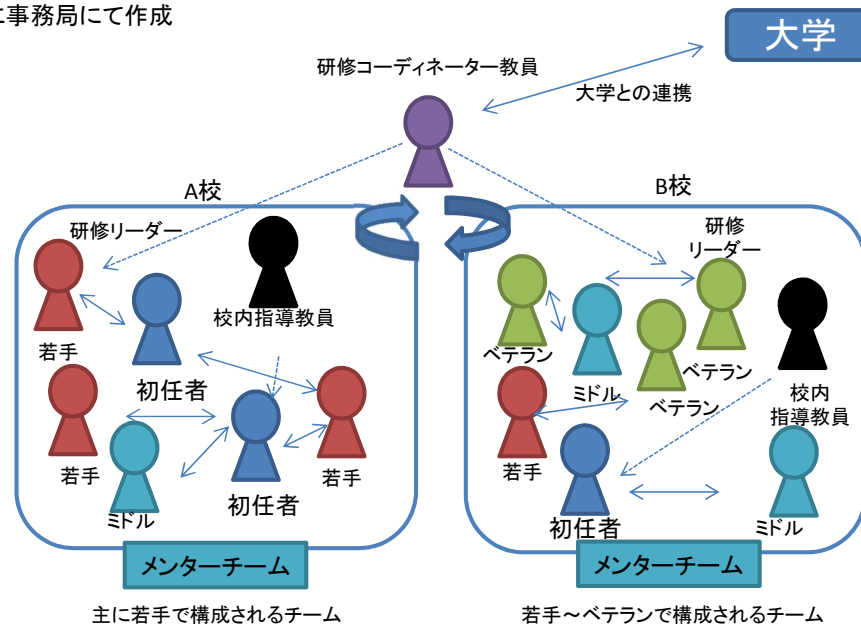 に事務局にて作成
大学
研修コーディネーター教員
大学との連携
A校
B校
研修リーダー
校内指導教員
若手
初任者
若手
ミドル
初任者
若手
研修
リーダー
ベテラン
ミドル
ベテラン
ベテラン
校内
指導教員
若手
初任者
ミドル
メンターチーム
メンターチーム
主に若手で構成されるチーム
若手～ベテランで構成されるチーム